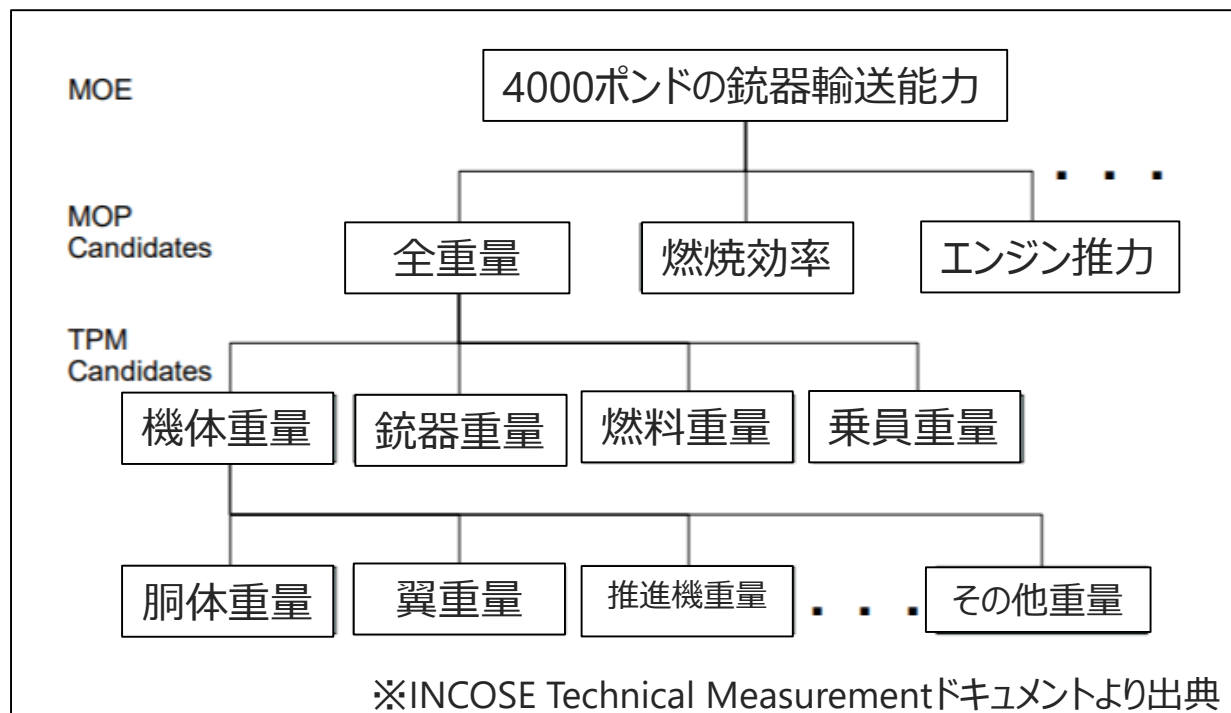 MOE
4000ポンドの銃器輸送能力
・・・
MOP
Candidates
全重量
燃焼効率
エンジン推力
TPM
Candidates
機体重量
銃器重量
燃料重量
乗員重量
胴体重量
翼重量
推進機重量
・・・
その他重量
※INCOSE Technical Measurementドキュメントより出典